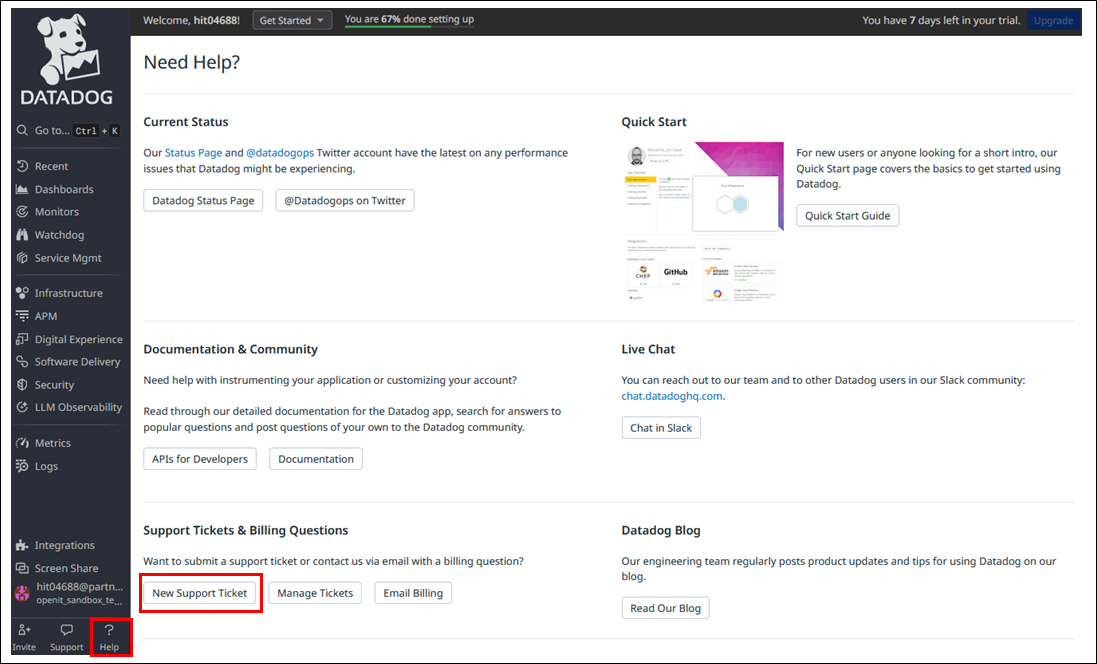 DATADOG
Welcome, hit04688!
Get Started
You are 67% done setting up
You have 7 days left in your trial.
Upgrade
Go to... Ctrl + K
Recent
Dashboards
Monitors
Watchdog
Service Mgmt
Infrastructure
APM
Digital Experience
Software Delivery
Security
LLM Observability
Metrics
Logs
Integrations
Screen Share
hit04688@partn...
openit_sandbox_te...
Invite
Support
Help
Need Help?
Current Status
Our Status Page and @datadogops Twitter account have the latest on any performance
issues that Datadog might be experiencing.
Datadog Status Page
@Datadogops on Twitter
Quick Start
CHEF
GitHub
For new users or anyone looking for a short intro, our
Quick Start page covers the basics to get started using
Datadog.
Quick Start Guide
Documentation & Community
Need help with instrumenting your application or customizing your account?
Read through our detailed documentation for the Datadog app, search for answers to
popular questions and post questions of your own to the Datadog community.
APIs for Developers
Documentation
Live Chat
You can reach out to our team and to other Datadog users in our Slack community:
chat.datadoghq.com.
Chat in Slack
Support Tickets & Billing Questions
Want to submit a support ticket or contact us via email with a billing question?
New Support Ticket
Manage Tickets
Email Billing
Datadog Blog
Our engineering team regularly posts product updates and tips for using Datadog on our
blog.
Read Our Blog